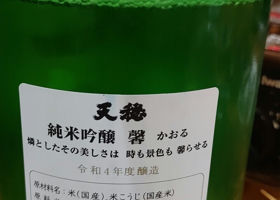 天穏
純米吟醸 馨 かおる
燐としたその美しさは 時も景色も 馨らせる
令和4年度醸造
原材料名：米(国産)、米こうじ(国産米)